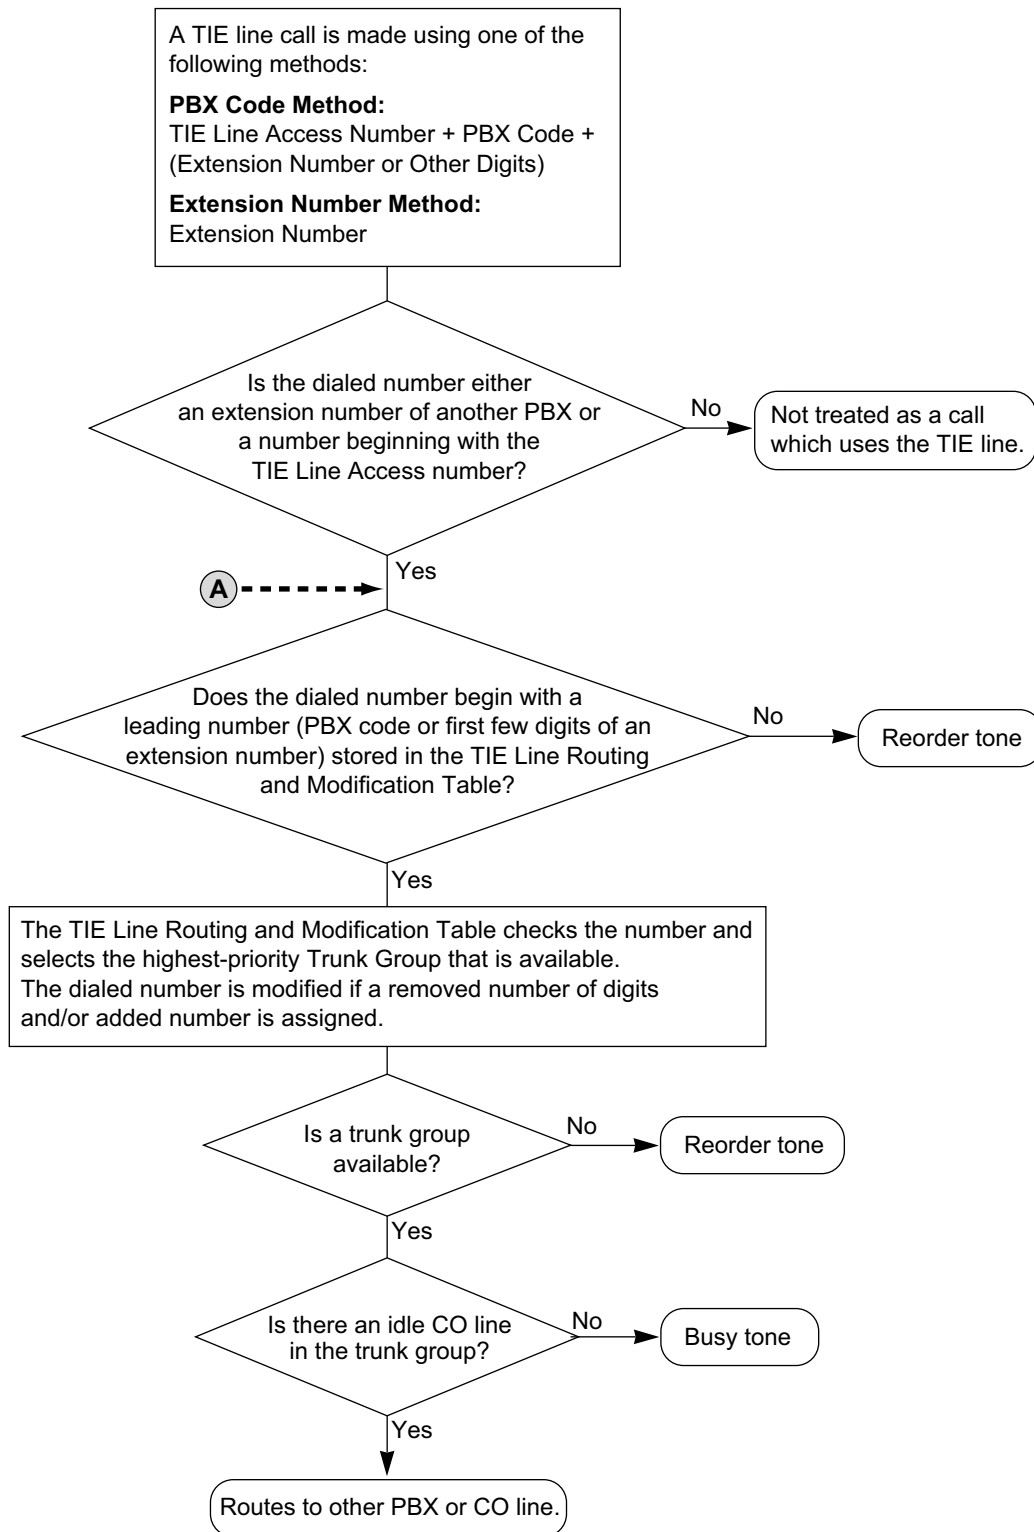 A TIE line call is made using one of the
following methods:
PBX Code Method:
TIE Line Access Number + PBX Code +
(Extension Number or Other Digits)
Extension Number Method:
Extension Number
Is the dialed number either
an extension number of another PBX or
a number beginning with the
TIE Line Access number?
No
Not treated as a call
which uses the TIE line.
Yes
A
Does the dialed number begin with a
leading number (PBX code or first few digits of an
extension number) stored in the TIE Line Routing
and Modification Table?
No
Reorder tone
Yes
The TIE Line Routing and Modification Table checks the number and
selects the highest-priority Trunk Group that is available.
The dialed number is modified if a removed number of digits
and/or added number is assigned.
Is a trunk group
available?
No
Reorder tone
Yes
Is there an idle CO line
in the trunk group?
No
Busy tone
Yes
Routes to other PBX or CO line.